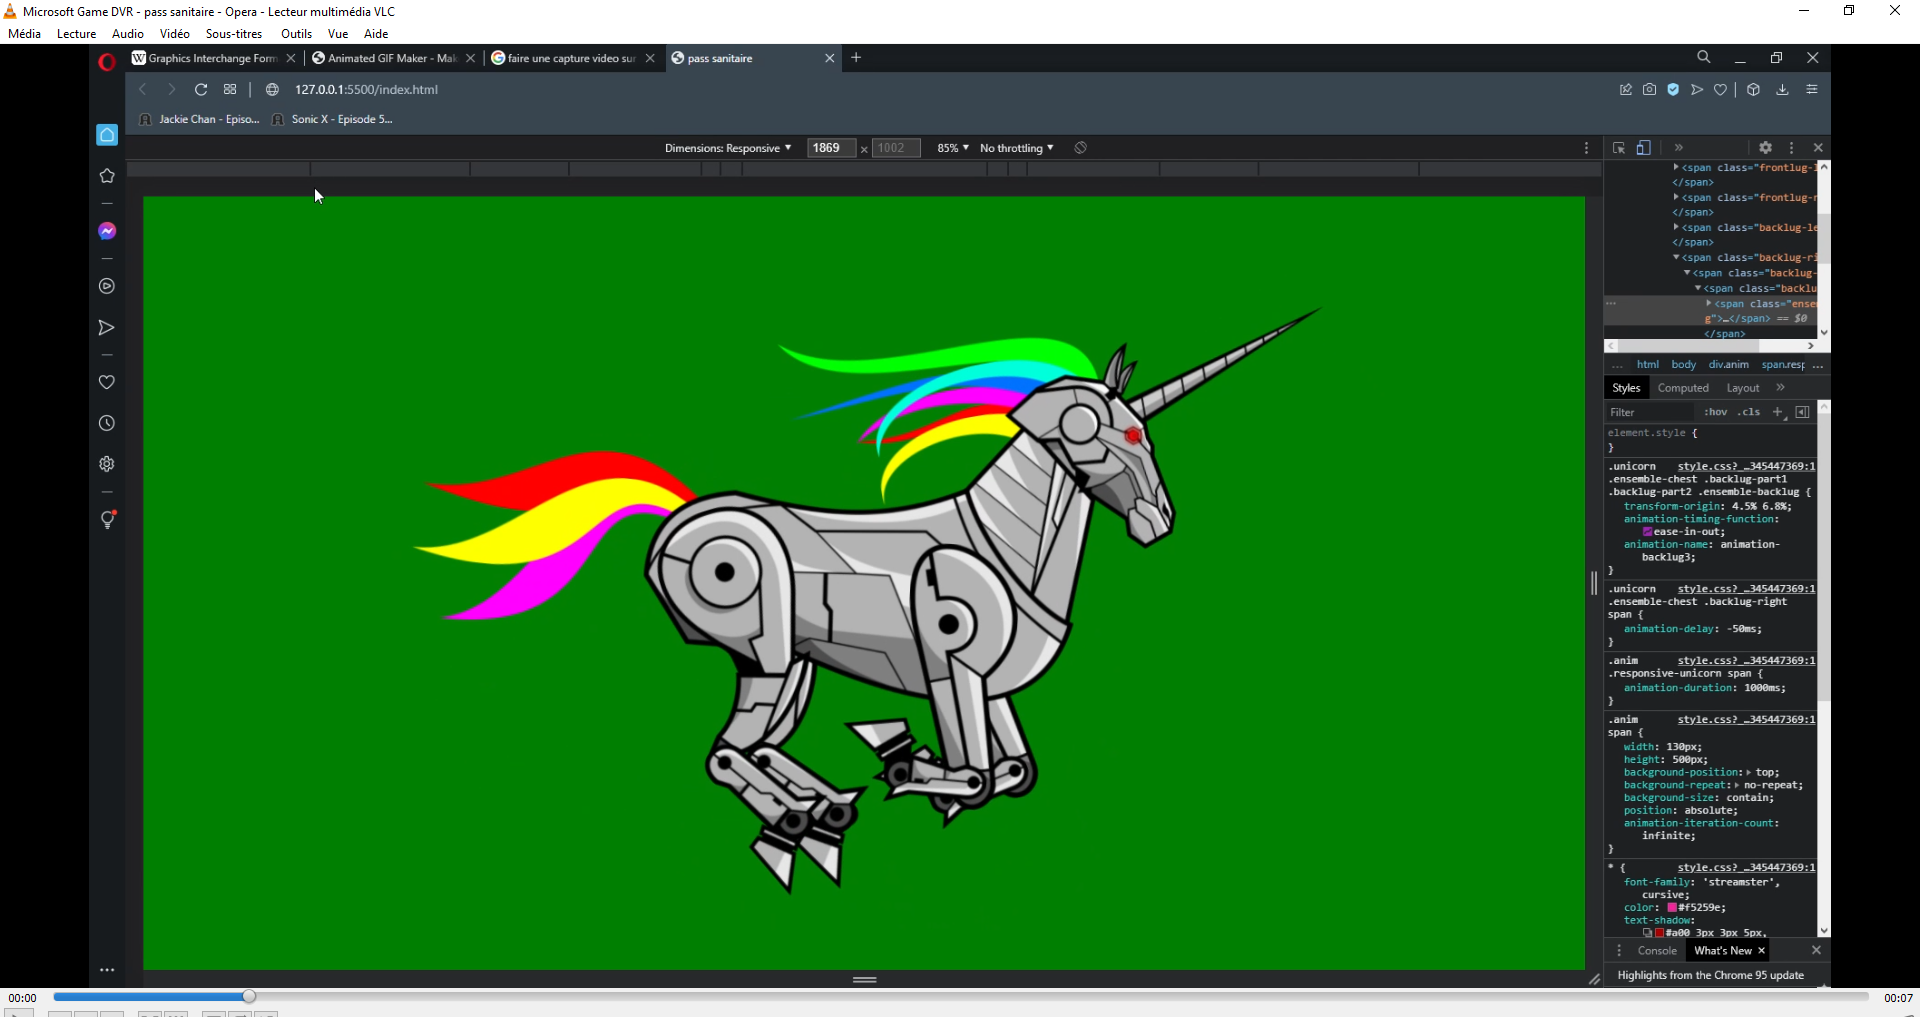 Microsoft Game DVR - pass sanitaire - Opera - Lecteur multimédia VLC
Média Lecture Audio Vidéo Sous-titres Outils Vue Aide
Graphics Interchange Form
Animated GIF Maker - Mak
faire une capture video sur
pass sanitaire
127.0.0.1:5500/index.html
Jackie Chan - Episo...
Sonic X - Episode 5...
Dimensions: Responsive
1869 x 1002
85%
No throttling
<span class="frontlug-l
</span>
<span class="frontlug-r
</span>
<span class="backlug-le
</span>
<span class="backlug-ri
<span class="backlug-
<span class="backlu
<span class="ense
g">…</span> == $0
</span>
... html body div.anim span.resp ...
Styles Computed Layout
Filter :hov .cls
element.style {
}
.unicorn style.css?_…345447369:1
.ensemble-chest .backlug-part1
.backlug-part2 .ensemble-backlug {
transform-origin: 4.5% 6.8%;
animation-timing-function:
ease-in-out;
animation-name: animation-
backlug3;
}
.unicorn style.css?_…345447369:1
.ensemble-chest .backlug-right
span {
animation-delay: -50ms;
}
.anim style.css?_…345447369:1
.responsive-unicorn span {
animation-duration: 1000ms;
}
.anim style.css?_…345447369:1
span {
width: 130px;
height: 500px;
background-position: top;
background-repeat: no-repeat;
background-size: contain;
position: absolute;
animation-iteration-count:
infinite;
}
* { style.css?_…345447369:1
font-family: 'streamster',
cursive;
color: #f5259e;
text-shadow:
#a00 3px 3px 5px,
Console What's New
Highlights from the Chrome 95 update
00:00
00:07